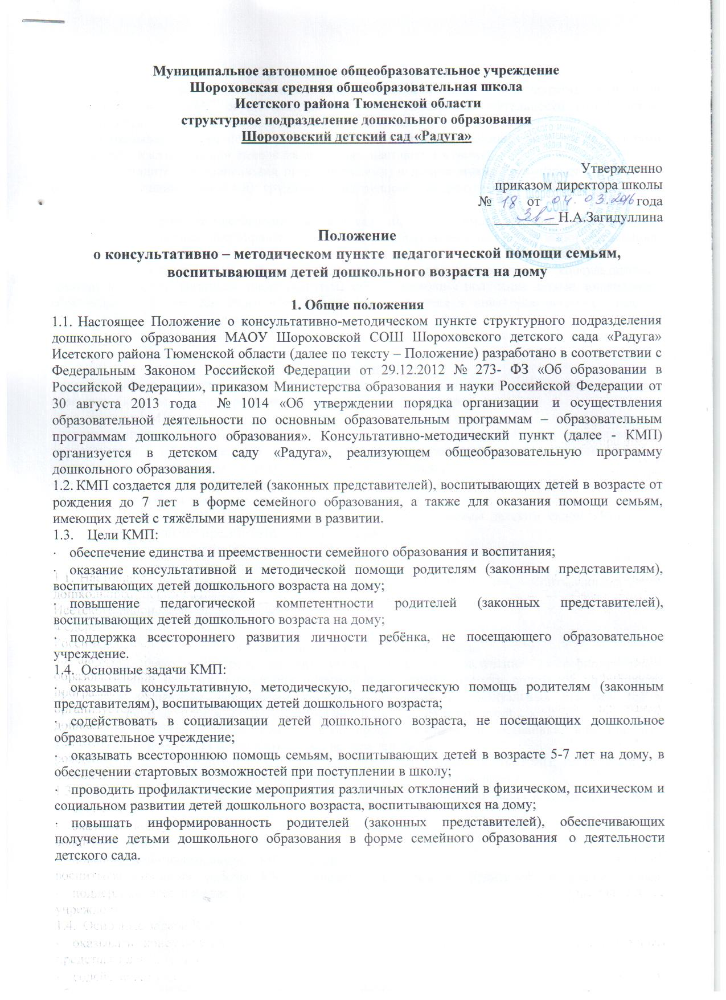 Муниципальное автономное общеобразовательное учреждение
Шороховская средняя общеобразовательная школа
Исетского района Тюменской области
структурное подразделение дошкольного образования
Шороховский детский сад «Радуга»
Утвержденно
приказом директора школы
№ 18 от 04.03.2016 года
Н.А.Загидуллина
МАОУ
Шороховская
СОШ
Положение
о консультативно – методическом пункте педагогической помощи семьям,
воспитывающим детей дошкольного возраста на дому
1. Общие положения
1.1. Настоящее Положение о консультативно-методическом пункте структурного подразделения
дошкольного образования МАОУ Шороховской СОШ Шороховского детского сада «Радуга»
Исетского района Тюменской области (далее по тексту – Положение) разработано в соответствии с
Федеральным Законом Российской Федерации от 29.12.2012 № 273- ФЗ «Об образовании в
Российской Федерации», приказом Министерства образования и науки Российской Федерации от
30 августа 2013 года № 1014 «Об утверждении порядка организации и осуществления
образовательной деятельности по основным образовательным программам – образовательным
программам дошкольного образования». Консультативно-методический пункт (далее - КМП)
организуется в детском саду «Радуга», реализующем общеобразовательную программу
дошкольного образования.
1.2. КМП создается для родителей (законных представителей), воспитывающих детей в возрасте от
рождения до 7 лет в форме семейного образования, а также для оказания помощи семьям,
имеющих детей с тяжёлыми нарушениями в развитии.
1.3. Цели КМП:
· обеспечение единства и преемственности семейного образования и воспитания;
· оказание консультативной и методической помощи родителям (законным представителям),
воспитывающих детей дошкольного возраста на дому;
· повышение педагогической компетентности родителей (законных представителей),
воспитывающих детей дошкольного возраста на дому;
· поддержка всестороннего развития личности ребёнка, не посещающего образовательное
учреждение.
1.4. Основные задачи КМП:
· оказывать консультативную, методическую, педагогическую помощь родителям (законным
представителям), воспитывающих детей дошкольного возраста;
· содействовать в социализации детей дошкольного возраста, не посещающих дошкольное
образовательное учреждение;
· оказывать всестороннюю помощь семьям, воспитывающих детей в возрасте 5-7 лет на дому, в
обеспечении стартовых возможностей при поступлении в школу;
· проводить профилактические мероприятия различных отклонений в физическом, психическом и
социальном развитии детей дошкольного возраста, воспитывающихся на дому;
· повышать информированность родителей (законных представителей), обеспечивающих
получение детьми дошкольного образования в форме семейного образования о деятельности
детского сада.